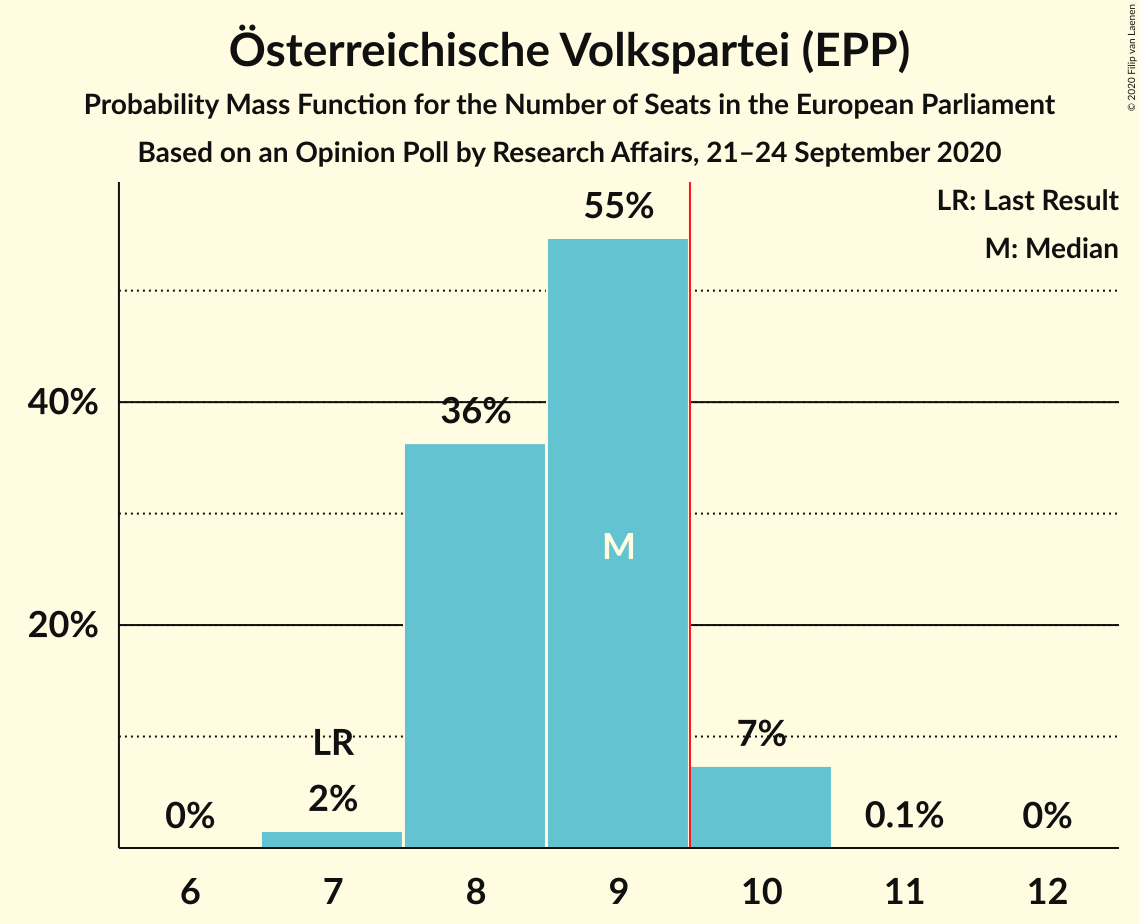 Österreichische Volkspartei (EPP)
Probability Mass Function for the Number of Seats in the European Parliament
Based on an Opinion Poll by Research Affairs, 21–24 September 2020
© 2020 Filip van Laenen
LR: Last Result
M: Median
55%
40%
36%
M
20%
LR
7%
2%
0%
0.1%
0%
6 7 8 9 10 11 12